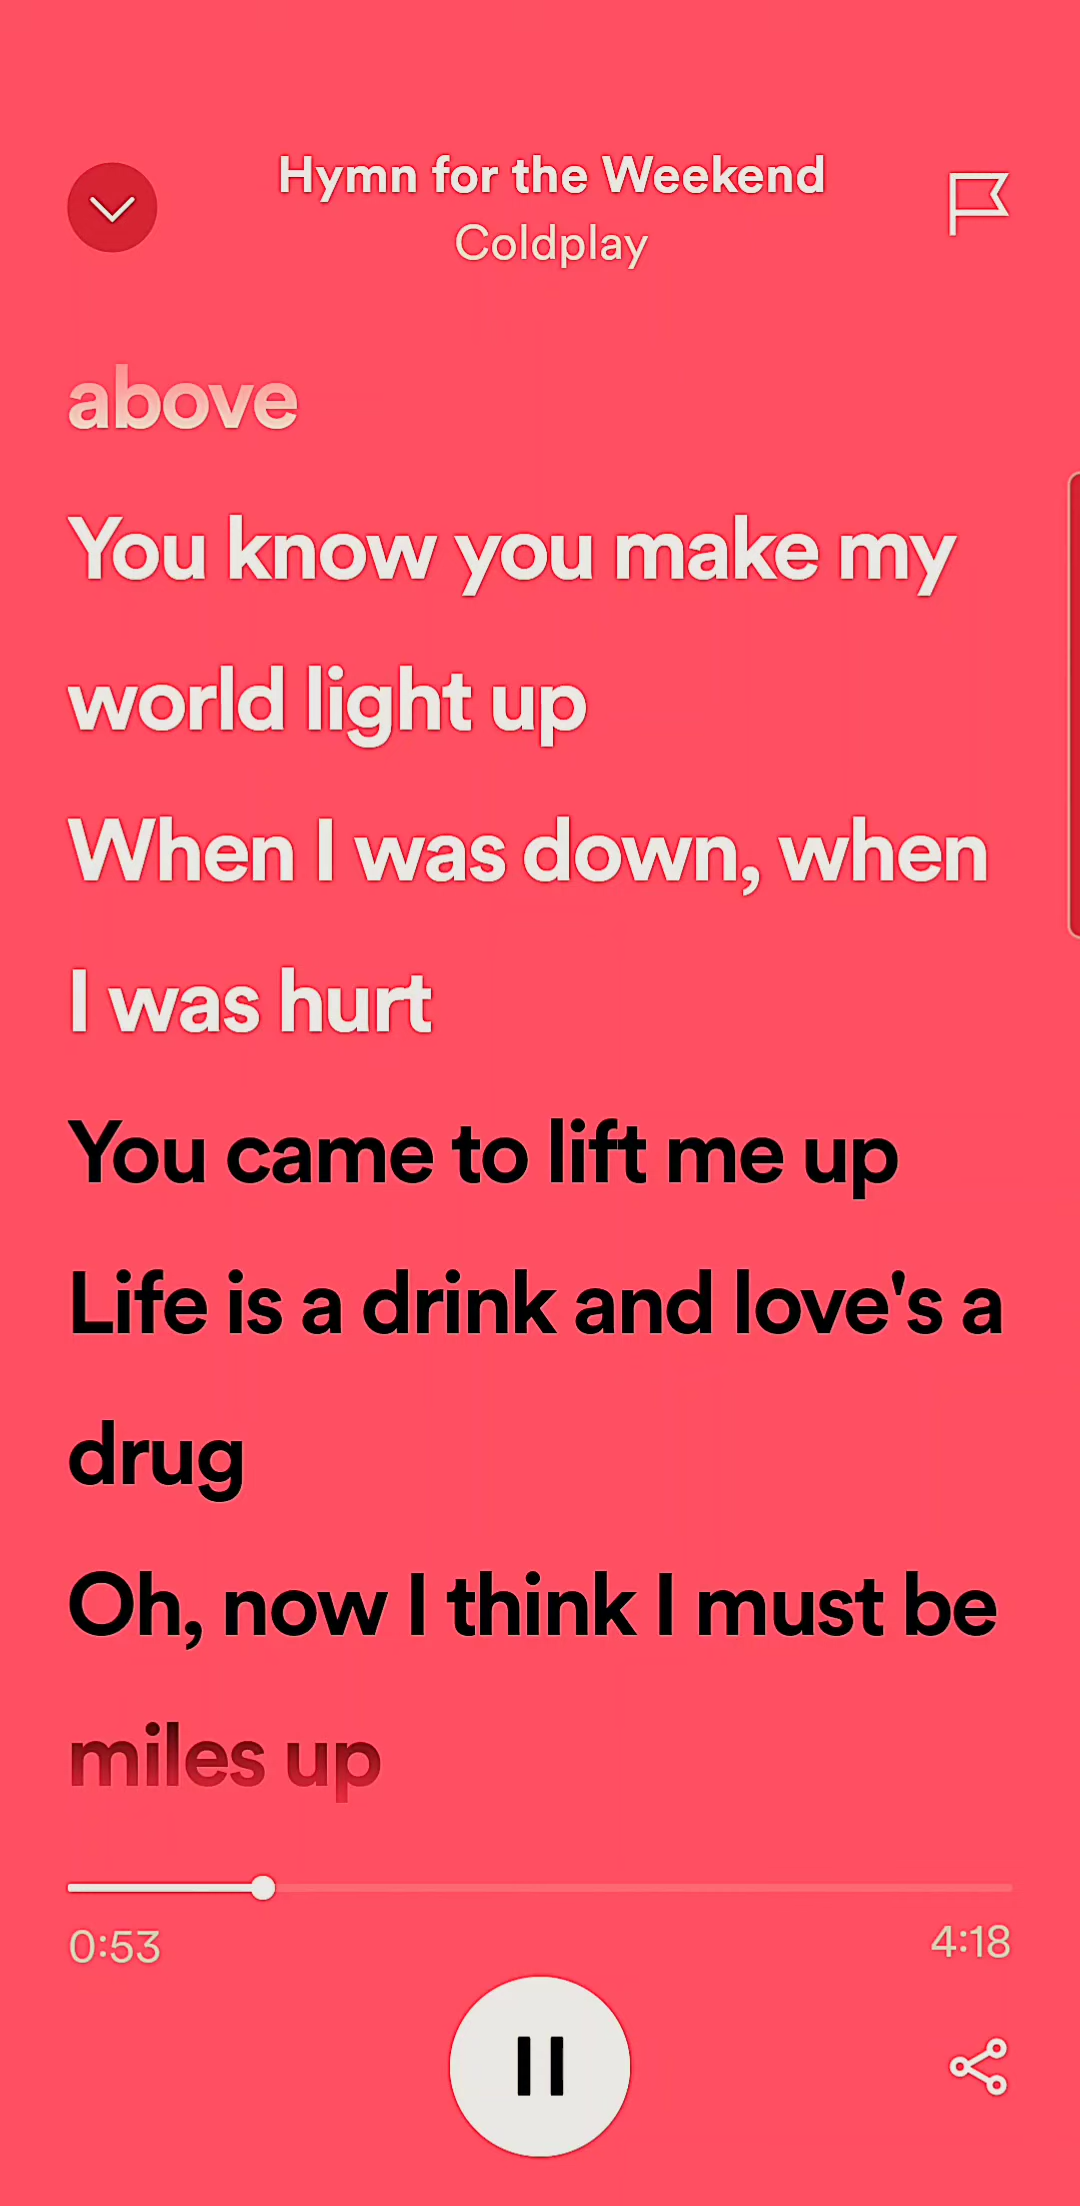 Hymn for the Weekend
Coldplay
above
You know you make my
world light up
When I was down, when
I was hurt
You came to lift me up
Life is a drink and love's a
drug
Oh, now I think I must be
miles up
0:53
4:18